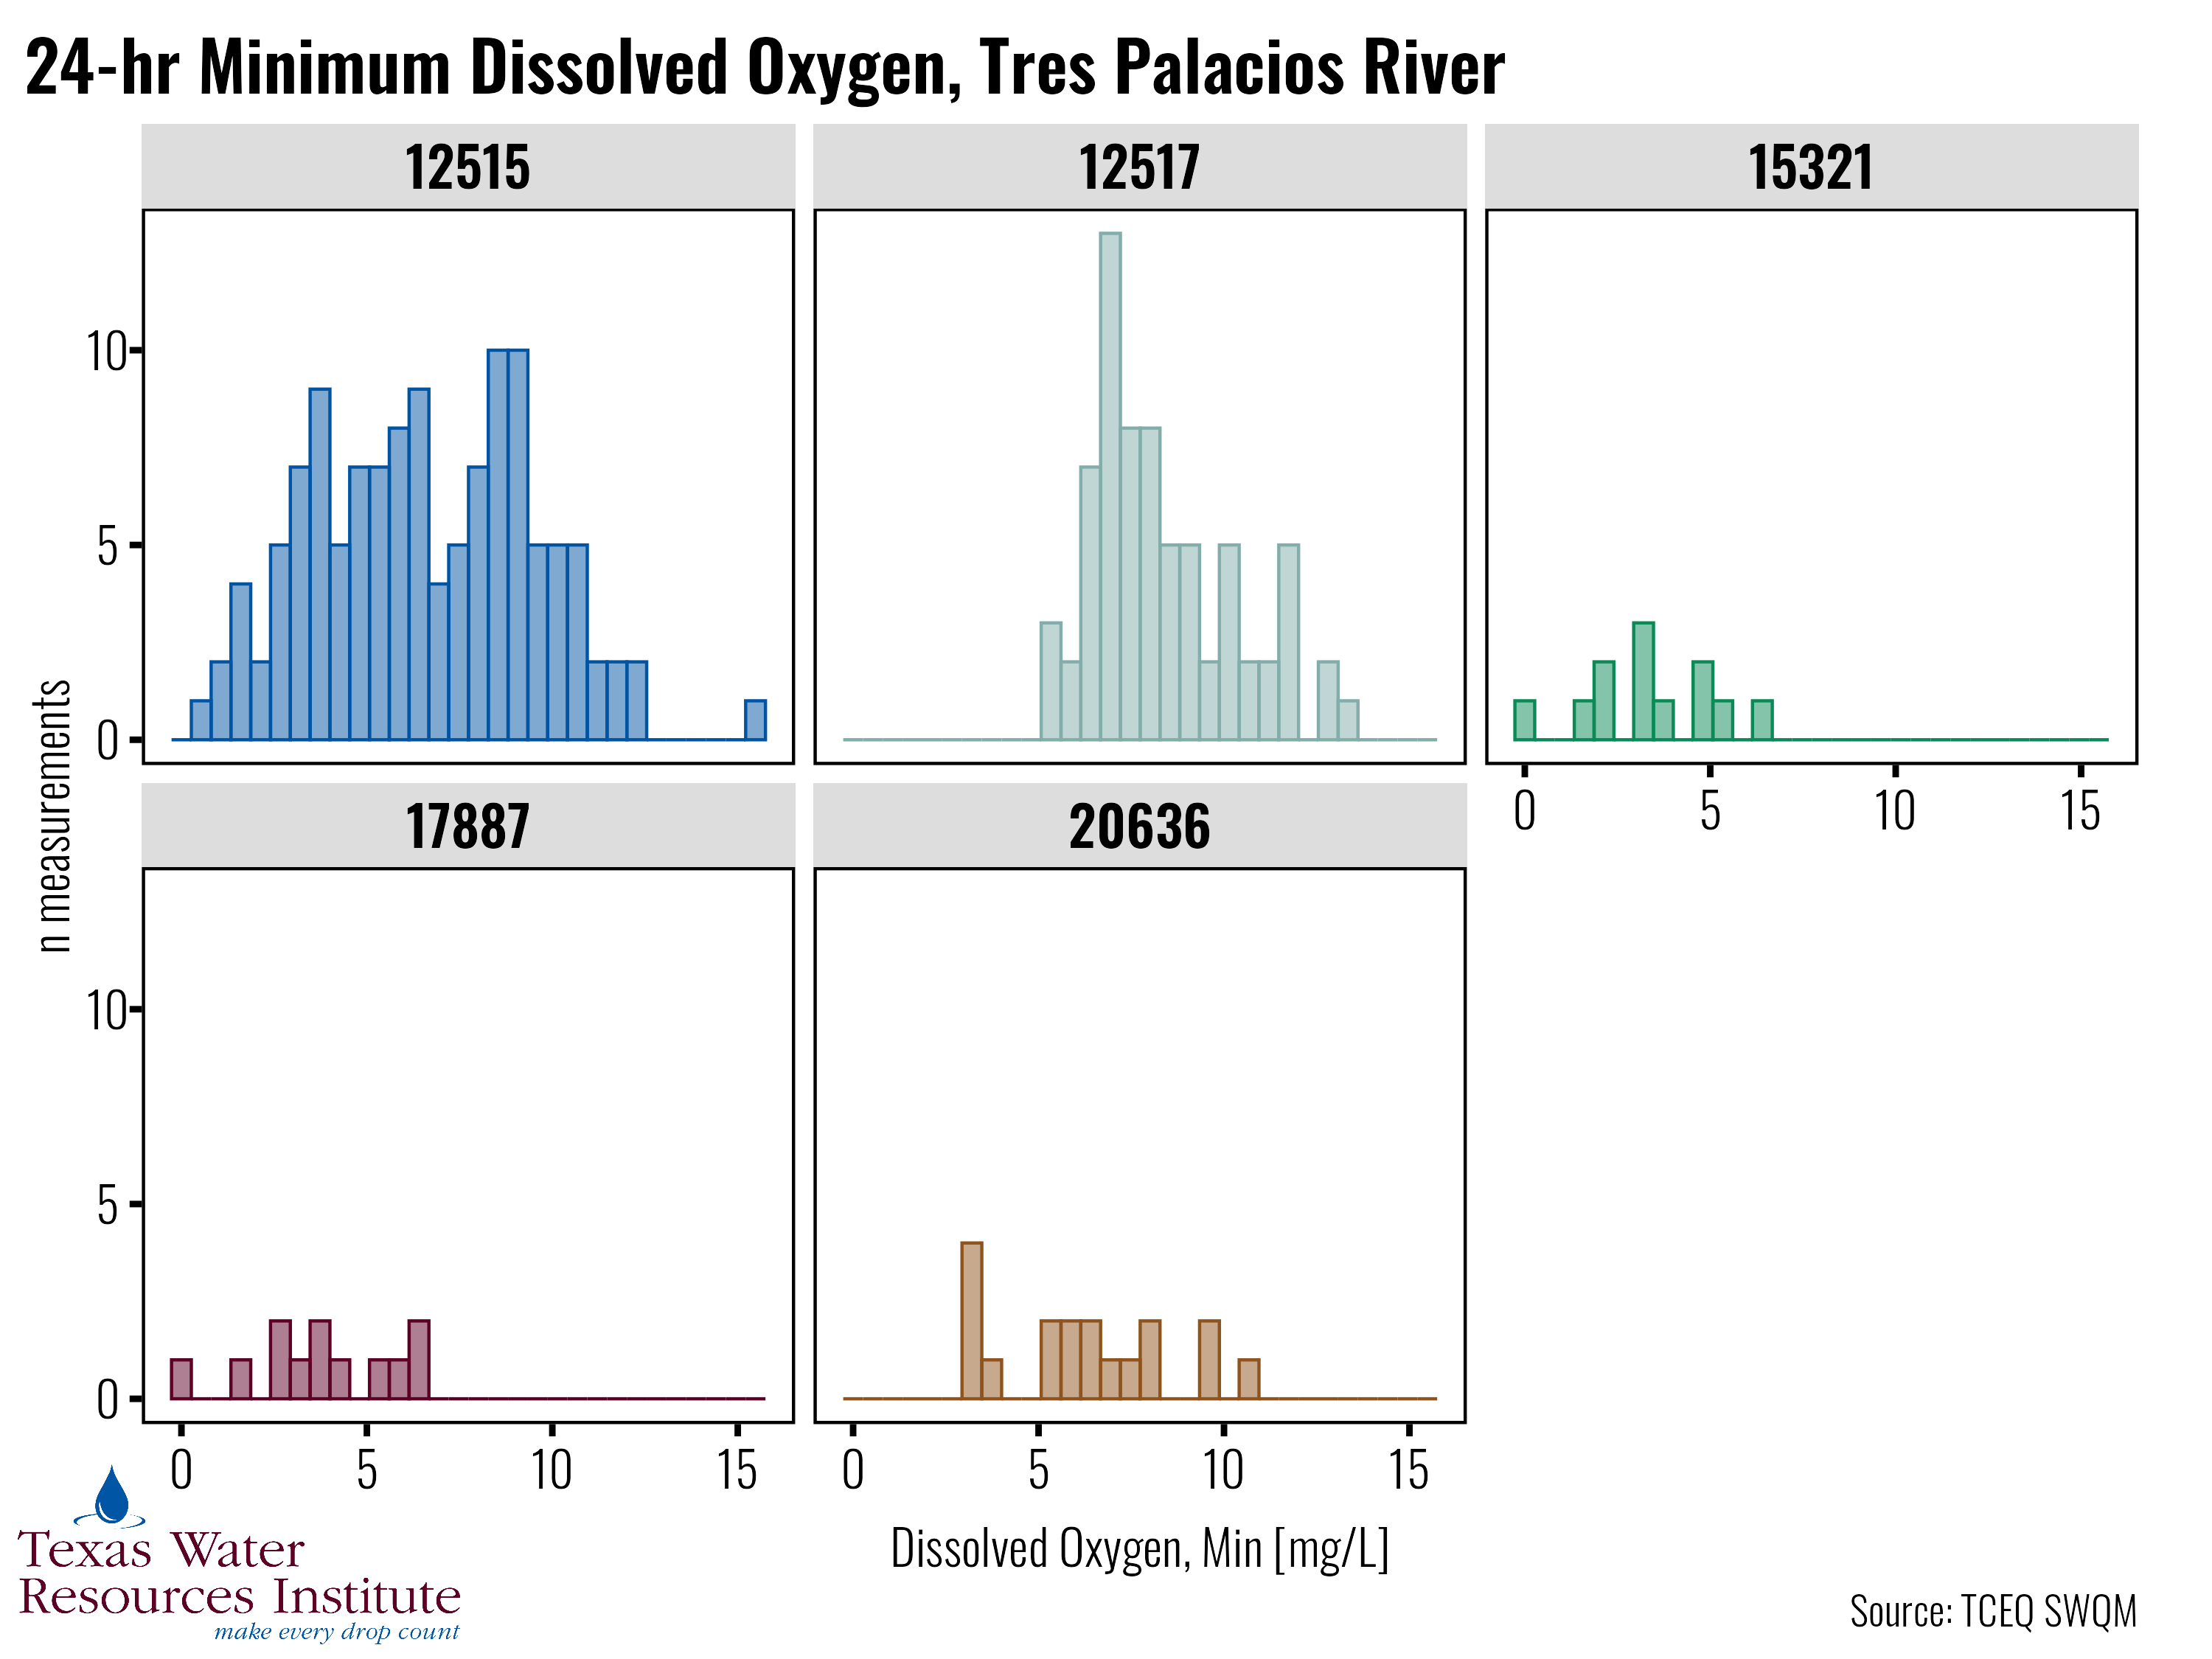 24-hr Minimum Dissolved Oxygen, Tres Palacios River
12515
12517
15321
10
5
0
0 5 10 15
n measurements
17887
20636
10
5
0
0 5 10 15
0 5 10 15
Dissolved Oxygen, Min [mg/L]
Texas Water
Resources Institute
make every drop count
Source: TCEQ SWQM